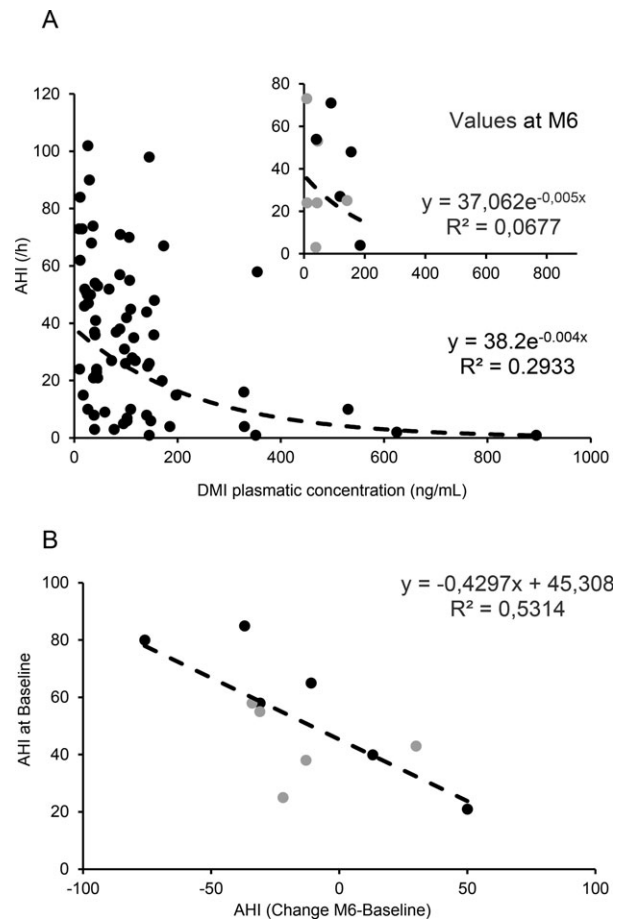 A
120
100
80
60
40
20
0
AHI (/h)
0 200 400 600 800 1000
DMI plasmatic concentration (ng/mL)
80
60
40
20
0
0 200 400 600 800
Values at M6
y = 37,062e^-0,005x
R² = 0,0677
y = 38.2e^-0.004x
R² = 0.2933
B
100
80
60
40
20
0
AHI at Baseline
-100 -50 0 50 100
AHI (Change M6-Baseline)
y = -0,4297x + 45,308
R² = 0,5314